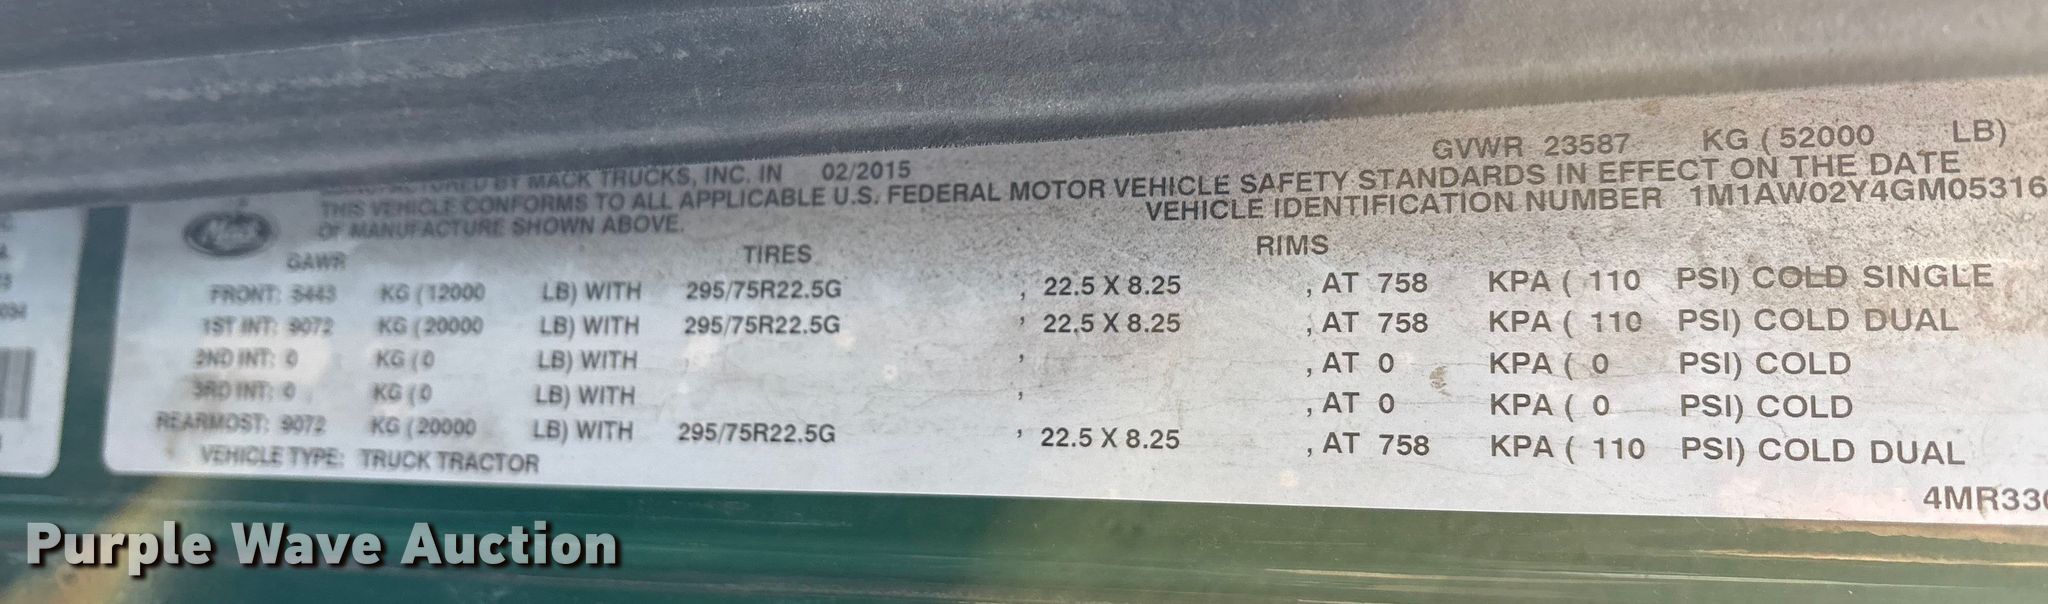 GVWR 23587 KG ( 52000 LB)
MANUFACTURED BY MACK TRUCKS, INC. IN 02/2015
THIS VEHICLE CONFORMS TO ALL APPLICABLE U.S. FEDERAL MOTOR VEHICLE SAFETY STANDARDS IN EFFECT ON THE DATE
OF MANUFACTURE SHOWN ABOVE. VEHICLE IDENTIFICATION NUMBER 1M1AW02Y4GM05316
GAWR TIRES RIMS
FRONT: 5443 KG (12000 LB) WITH 295/75R22.5G , 22.5 X 8.25 , AT 758 KPA ( 110 PSI) COLD SINGLE
1ST INT: 9072 KG (20000 LB) WITH 295/75R22.5G , 22.5 X 8.25 , AT 758 KPA ( 110 PSI) COLD DUAL
2ND INT: 0 KG (0 LB) WITH , , AT 0 KPA ( 0 PSI) COLD
3RD INT: 0 KG (0 LB) WITH , , AT 0 KPA ( 0 PSI) COLD
REARMOST: 9072 KG (20000 LB) WITH 295/75R22.5G , 22.5 X 8.25 , AT 758 KPA ( 110 PSI) COLD DUAL
VEHICLE TYPE: TRUCK TRACTOR
4MR33
Purple Wave Auction